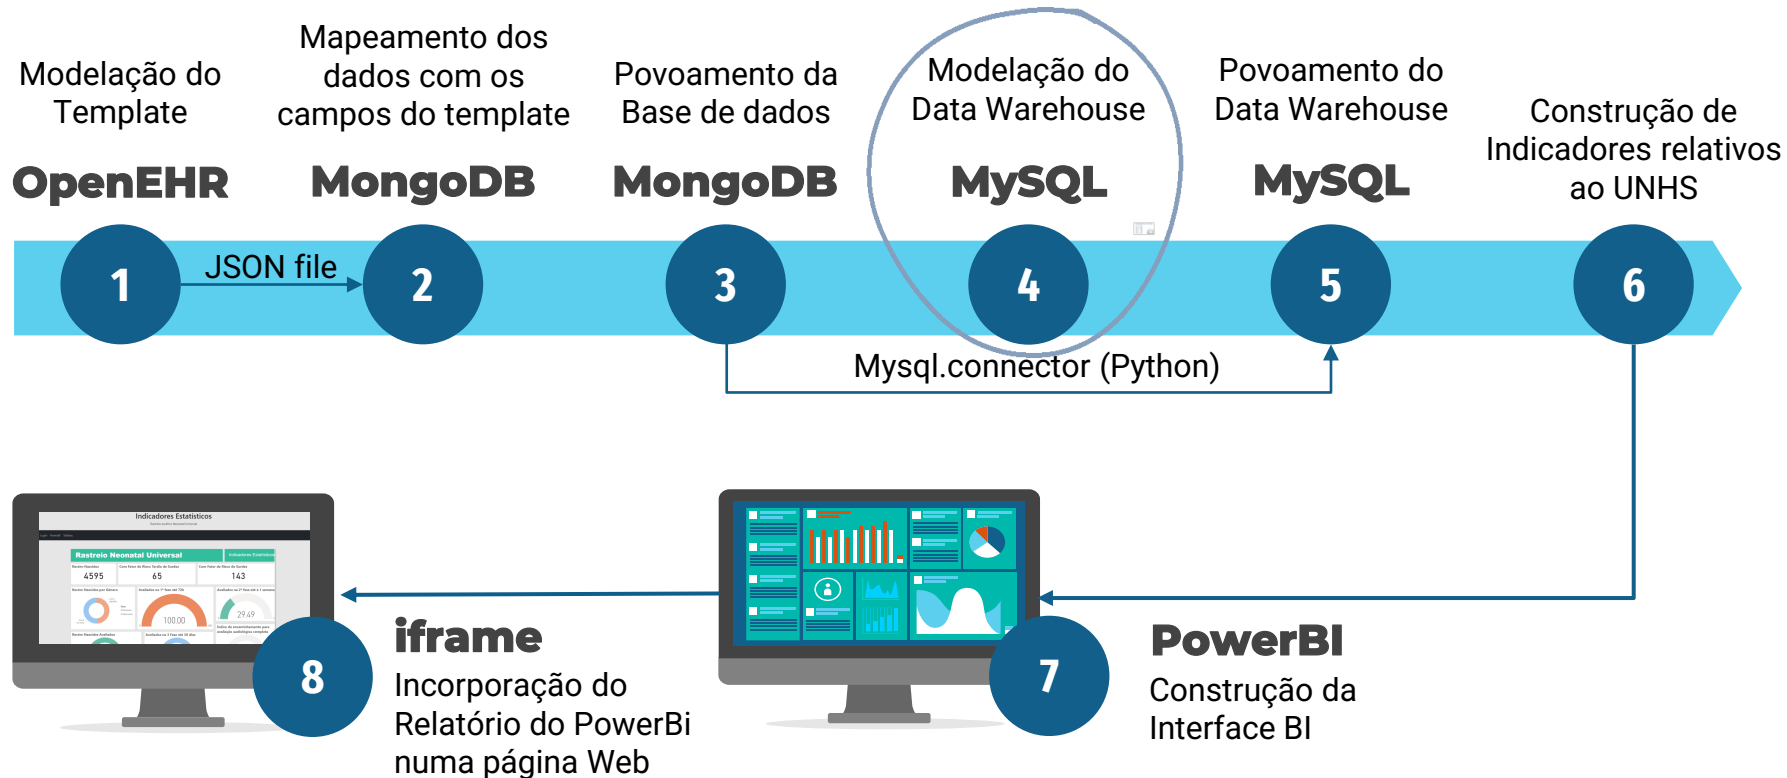 Modelação do
Template
OpenEHR
1
JSON file
Mapeamento dos
dados com os
campos do template
MongoDB
2
Povoamento da
Base de dados
MongoDB
3
Modelação do
Data Warehouse
MySQL
4
Povoamento do
Data Warehouse
MySQL
5
Construção de
Indicadores relativos
ao UNHS
6
Mysql.connector (Python)
Indicadores Estatísticos
Rastreio Neonatal Universal
Indicadores Estatísticos
4595
65
143
100.00
29.49
8
iframe
Incorporação do
Relatório do PowerBi
numa página Web
7
PowerBI
Construção da
Interface BI